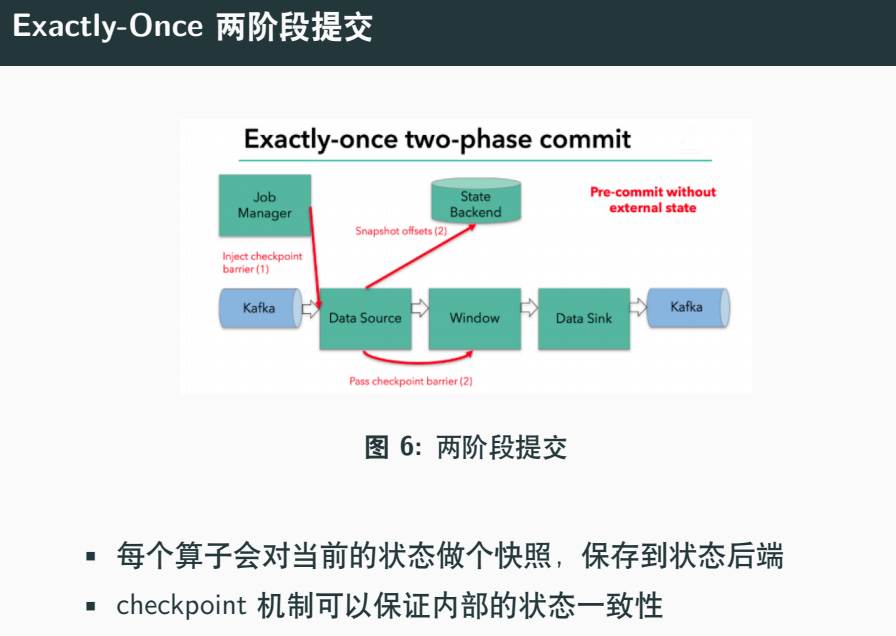 Exactly-Once 两阶段提交
Exactly-once two-phase commit
Job
Manager
State
Backend
Pre-commit without
external state
Snapshot offsets (2)
Inject checkpoint
barrier (1)
Kafka
Data Source
Window
Data Sink
Kafka
Pass checkpoint barrier (2)
图 6: 两阶段提交
▪ 每个算子会对当前的状态做个快照，保存到状态后端
▪ checkpoint 机制可以保证内部的状态一致性